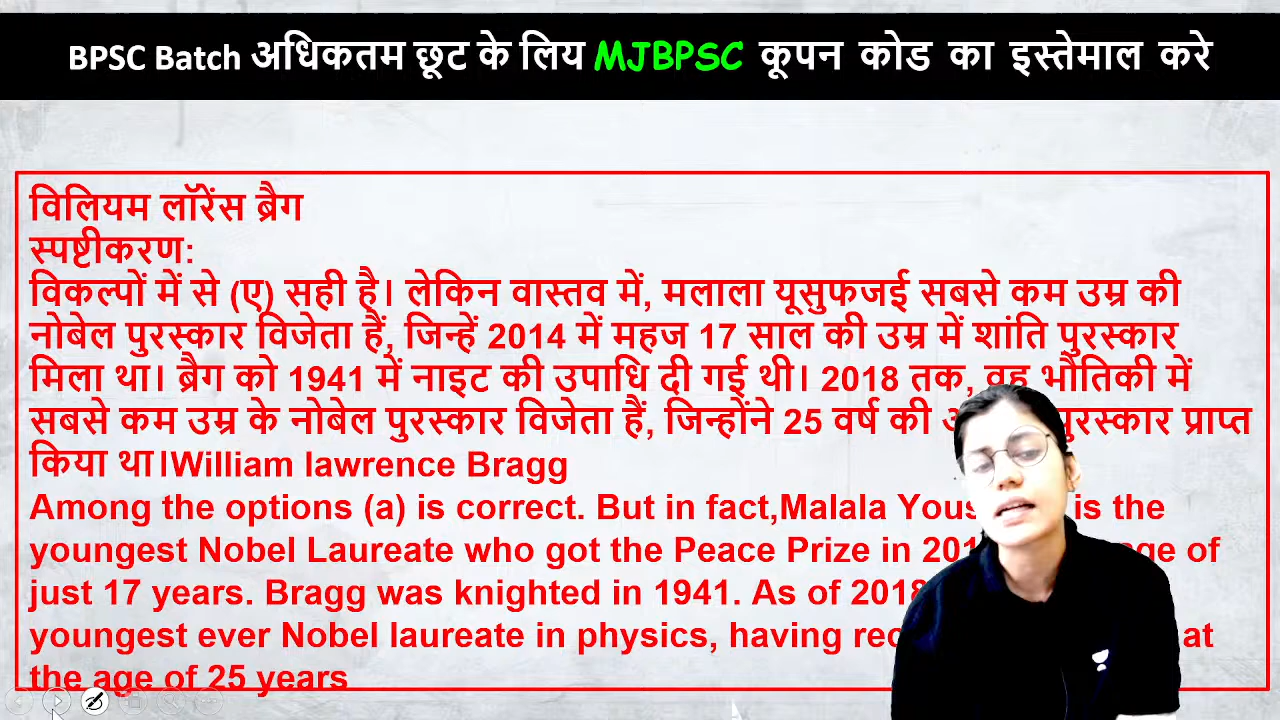 BPSC Batch अधिकतम छूट के लिय MJBPSC कूपन कोड का इस्तेमाल करे
विलियम लॉरेंस ब्रैग
स्पष्टीकरण:
विकल्पों में से (ए) सही है। लेकिन वास्तव में, मलाला यूसुफजई सबसे कम उम्र की
नोबेल पुरस्कार विजेता हैं, जिन्हें 2014 में महज 17 साल की उम्र में शांति पुरस्कार
मिला था। ब्रैग को 1941 में नाइट की उपाधि दी गई थी। 2018 तक, वह भौतिकी में
सबसे कम उम्र के नोबेल पुरस्कार विजेता हैं, जिन्होंने 25 वर्ष की पुरस्कार प्राप्त
किया था।William lawrence Bragg
Among the options (a) is correct. But in fact,Malala is the
youngest Nobel Laureate who got the Peace Prize in of
just 17 years. Bragg was knighted in 1941. As of 2018
youngest ever Nobel laureate in physics, having at
the age of 25 years